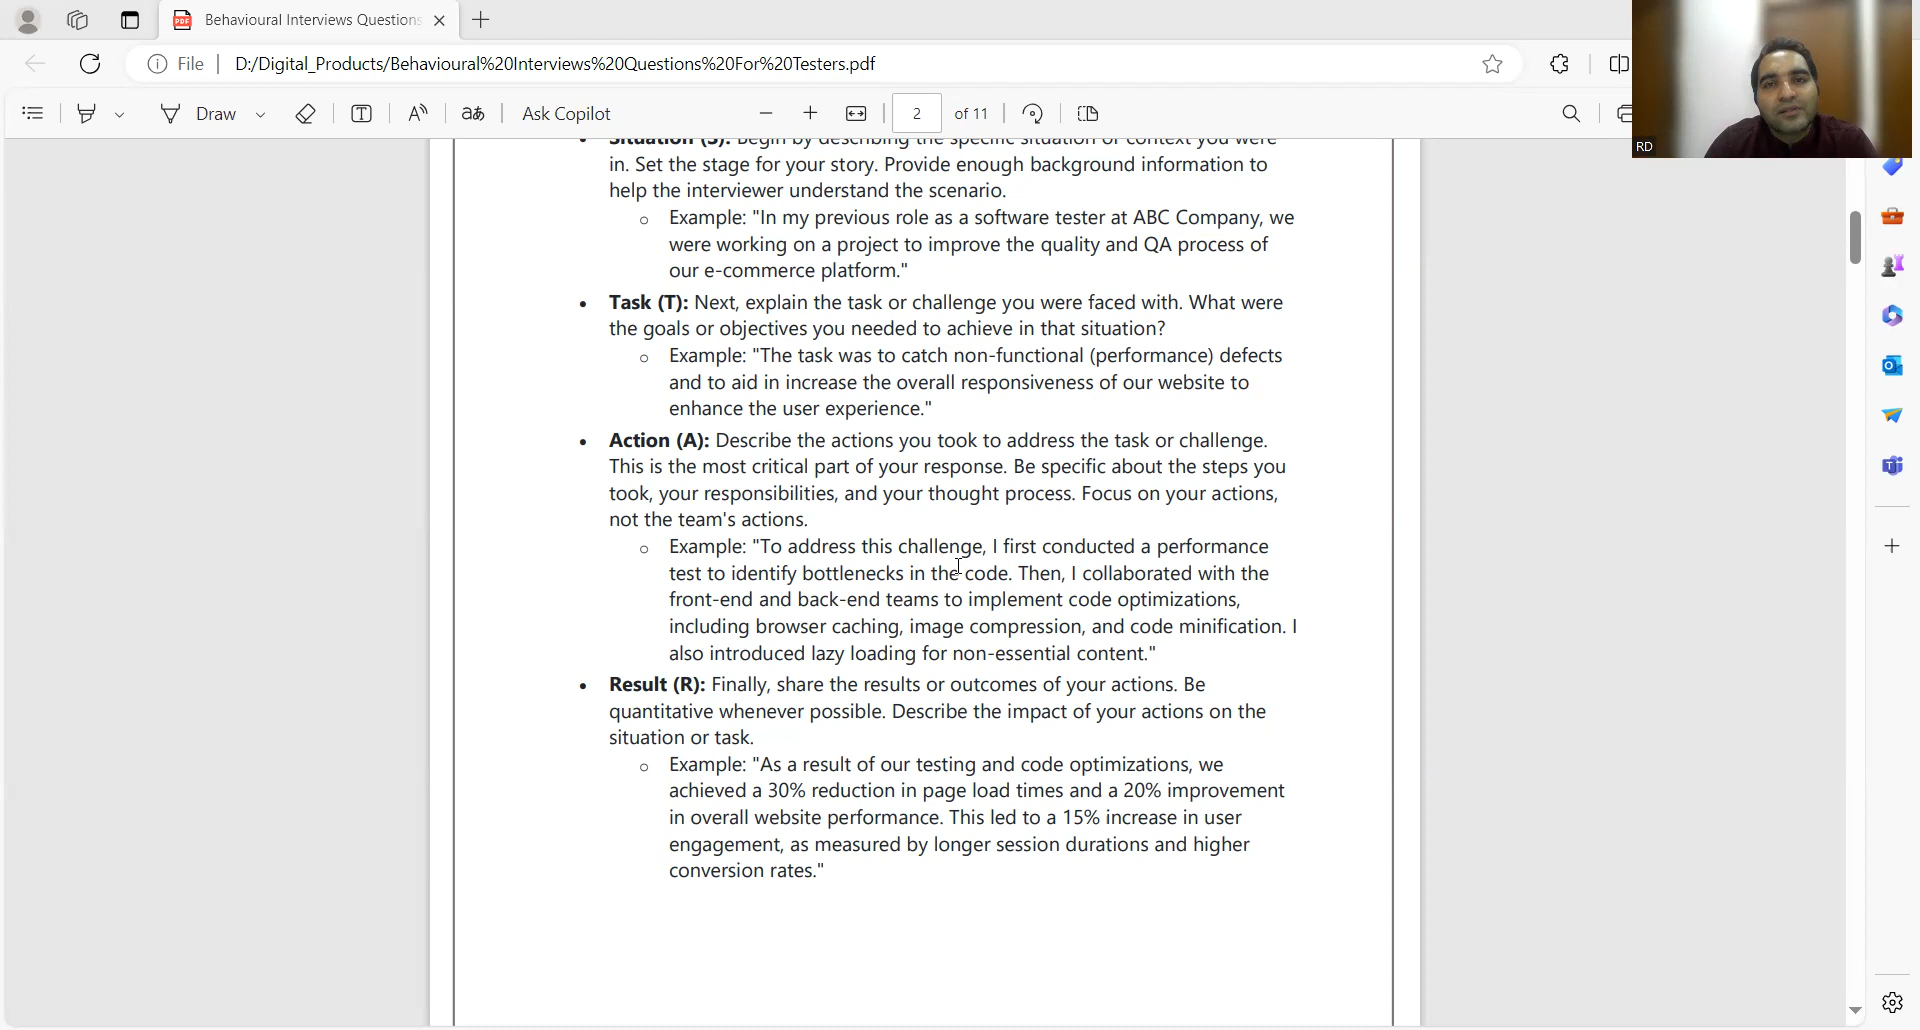 Behavioural Interviews Questions
File
D:/Digital_Products/Behavioural%20Interviews%20Questions%20For%20Testers.pdf
Draw
Ask Copilot
2
of 11
RD
Situation (S): Begin by describing the specific situation or context you were
in. Set the stage for your story. Provide enough background information to
help the interviewer understand the scenario.
Example: "In my previous role as a software tester at ABC Company, we
were working on a project to improve the quality and QA process of
our e-commerce platform."
Task (T): Next, explain the task or challenge you were faced with. What were
the goals or objectives you needed to achieve in that situation?
Example: "The task was to catch non-functional (performance) defects
and to aid in increase the overall responsiveness of our website to
enhance the user experience."
Action (A): Describe the actions you took to address the task or challenge.
This is the most critical part of your response. Be specific about the steps you
took, your responsibilities, and your thought process. Focus on your actions,
not the team's actions.
Example: "To address this challenge, I first conducted a performance
test to identify bottlenecks in the code. Then, I collaborated with the
front-end and back-end teams to implement code optimizations,
including browser caching, image compression, and code minification. I
also introduced lazy loading for non-essential content."
Result (R): Finally, share the results or outcomes of your actions. Be
quantitative whenever possible. Describe the impact of your actions on the
situation or task.
Example: "As a result of our testing and code optimizations, we
achieved a 30% reduction in page load times and a 20% improvement
in overall website performance. This led to a 15% increase in user
engagement, as measured by longer session durations and higher
conversion rates."